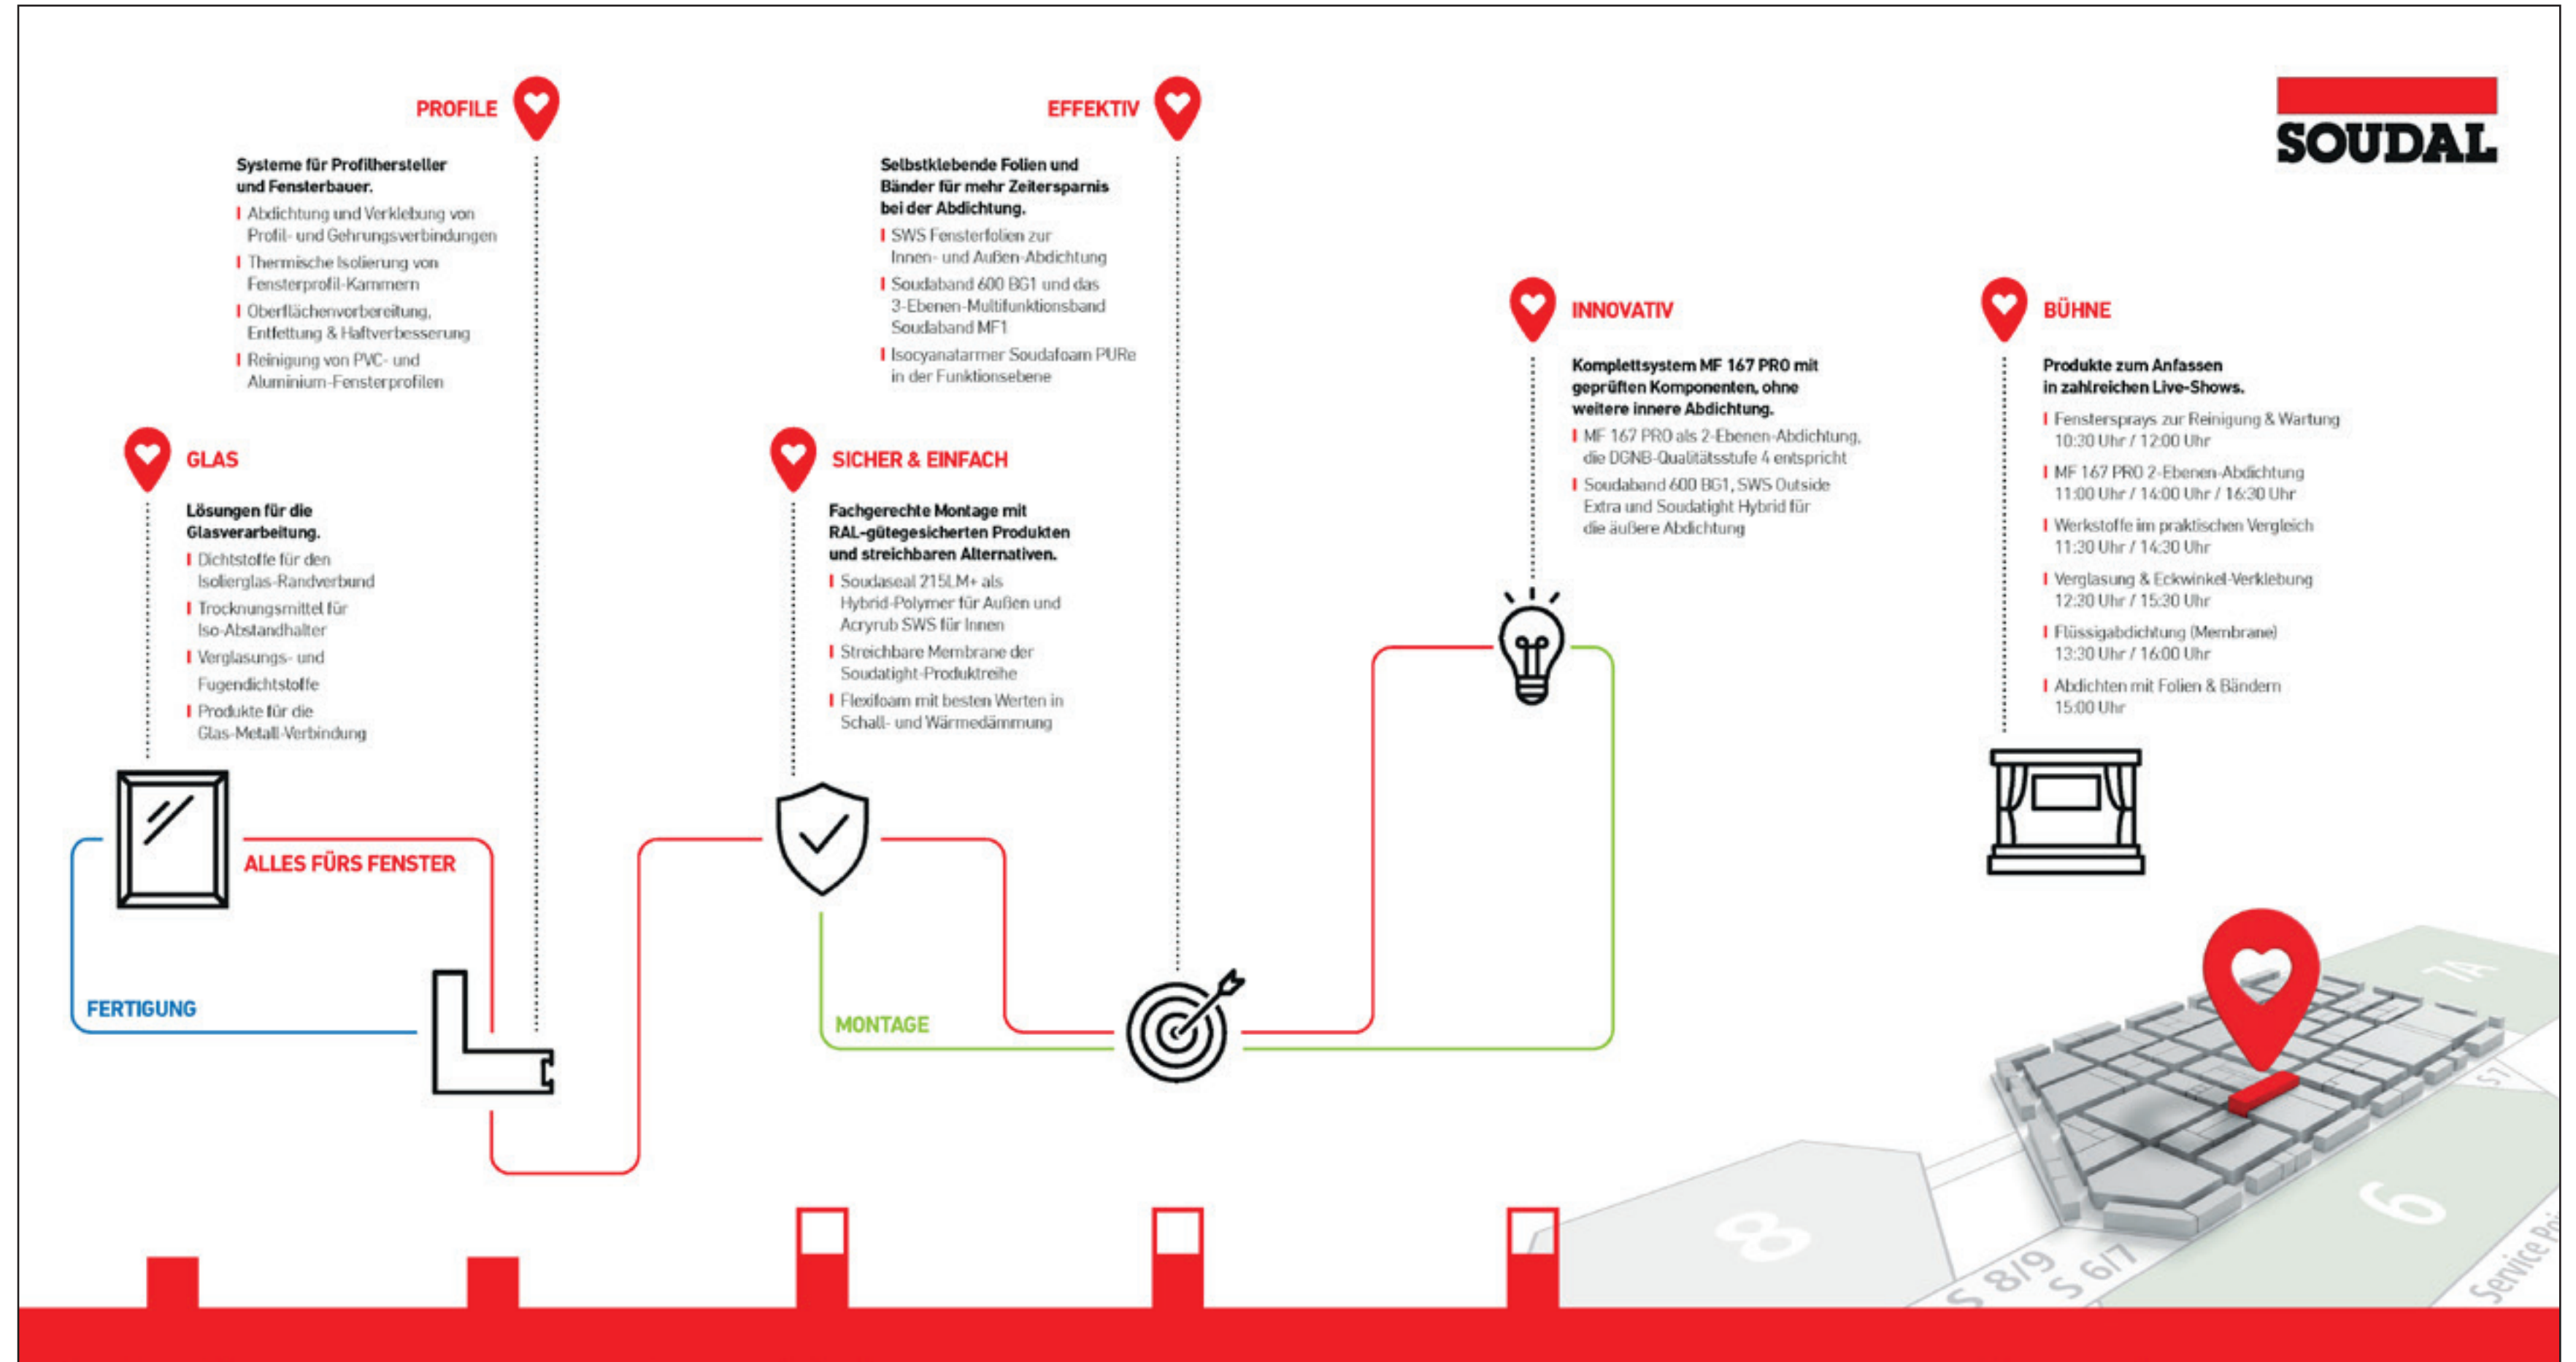 PROFILE
Systeme für Profilhersteller
und Fensterbauer.
Abdichtung und Verklebung von
Profil- und Gehrungsverbindungen
Thermische Isolierung von
Fensterprofil-Kammern
Oberflächenvorbereitung,
Entfettung & Haftverbesserung
Reinigung von PVC- und
Aluminium-Fensterprofilen
GLAS
Lösungen für die
Glasverarbeitung.
Dichtstoffe für den
Isolierglas-Randverbund
Trocknungsmittel für
Iso-Abstandhalter
Verglasungs- und
Fugendichtstoffe
Produkte für die
Glas-Metall-Verbindung
ALLES FÜRS FENSTER
FERTIGUNG
EFFEKTIV
Selbstklebende Folien und
Bänder für mehr Zeitersparnis
bei der Abdichtung.
SWS Fensterfolien zur
Innen- und Außen-Abdichtung
Soudaband 600 BG1 und das
3-Ebenen-Multifunktionsband
Soudaband MF1
Isocyanatarmer Soudafoam PURe
in der Funktionsebene
SICHER & EINFACH
Fachgerechte Montage mit
RAL-gütegesicherten Produkten
und streichbaren Alternativen.
Soudaseal 215LM+ als
Hybrid-Polymer für Außen und
Acryrub SWS für Innen
Streichbare Membrane der
Soudatight-Produktreihe
Flexifoam mit besten Werten in
Schall- und Wärmedämmung
MONTAGE
INNOVATIV
Komplettsystem MF 167 PRO mit
geprüften Komponenten, ohne
weitere innere Abdichtung.
MF 167 PRO als 2-Ebenen-Abdichtung,
die DGNB-Qualitätsstufe 4 entspricht
Soudaband 600 BG1, SWS Outside
Extra und Soudatight Hybrid für
die äußere Abdichtung
SOUDAL
BÜHNE
Produkte zum Anfassen
in zahlreichen Live-Shows.
Fenstersprays zur Reinigung & Wartung
10:30 Uhr / 12:00 Uhr
MF 167 PRO 2-Ebenen-Abdichtung
11:00 Uhr / 14:00 Uhr / 16:30 Uhr
Werkstoffe im praktischen Vergleich
11:30 Uhr / 14:30 Uhr
Verglasung & Eckwinkel-Verklebung
12:30 Uhr / 15:30 Uhr
Flüssigabdichtung (Membrane)
13:30 Uhr / 16:00 Uhr
Abdichten mit Folien & Bändern
15:00 Uhr
7A
S7
6
8
S 8/9
S 6/7
Service